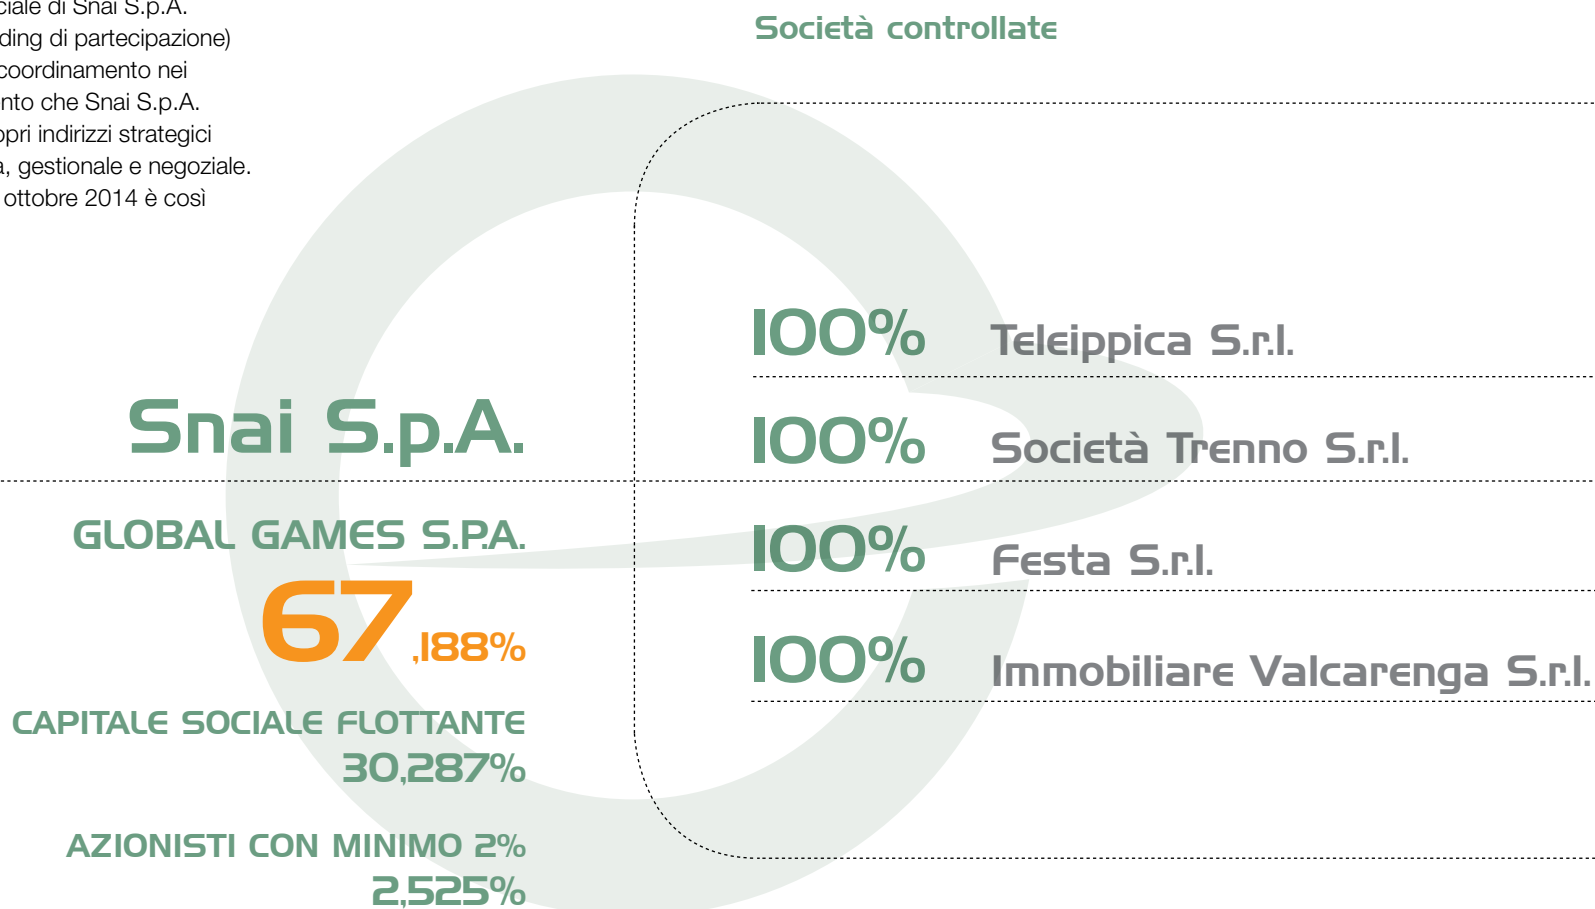 ciale di Snai S.p.A.
ding di partecipazione)
coordinamento nei
nto che Snai S.p.A.
opri indirizzi strategici
a, gestionale e negoziale.
ottobre 2014 è così
Snai S.p.A.
GLOBAL GAMES S.P.A.
67,188%
CAPITALE SOCIALE FLOTTANTE
30,287%
AZIONISTI CON MINIMO 2%
2,525%
Società controllate
100% Teleippica S.r.l.
100% Società Trenno S.r.l.
100% Festa S.r.l.
100% Immobiliare Valcarenga S.r.l.